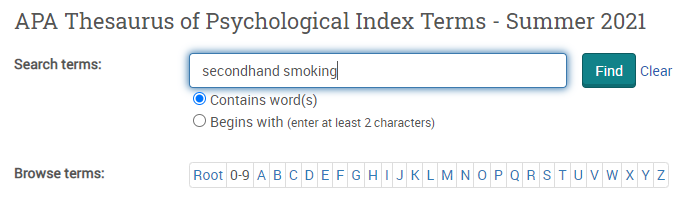 APA Thesaurus of Psychological Index Terms - Summer 2021
Search terms: secondhand smoking Find Clear
Contains word(s)
Begins with (enter at least 2 characters)
Browse terms: Root 0-9 A B C D E F G H I J K L M N O P Q R S T U V W X Y Z